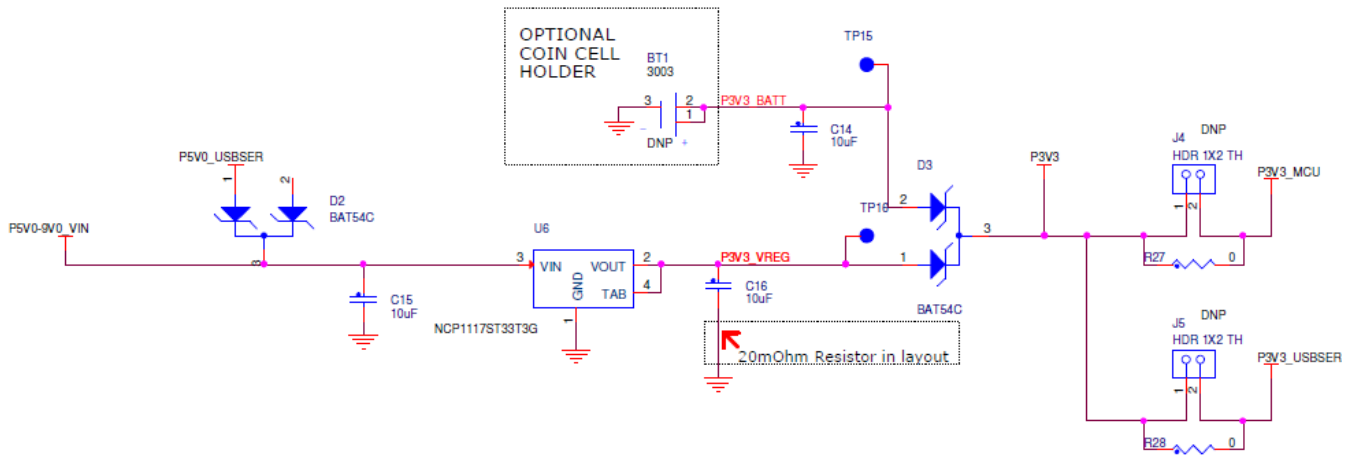 OPTIONAL
COIN CELL
HOLDER
BT1
3003
3
2
1
DNP
+
-
P3V3_BATT
TP15
C14
10uF
P5V0_USBSER
1
2
D2
BAT54C
3
P5V0-9V0_VIN
C15
10uF
U6
3
VIN
VOUT
2
GND
TAB
4
1
NCP1117ST33T3G
P3V3_VREG
C16
10uF
20mOhm Resistor in layout
TP16
D3
2
1
3
BAT54C
P3V3
J4
DNP
HDR 1X2 TH
1
2
P3V3_MCU
R27
0
J5
DNP
HDR 1X2 TH
1
2
P3V3_USBSER
R28
0